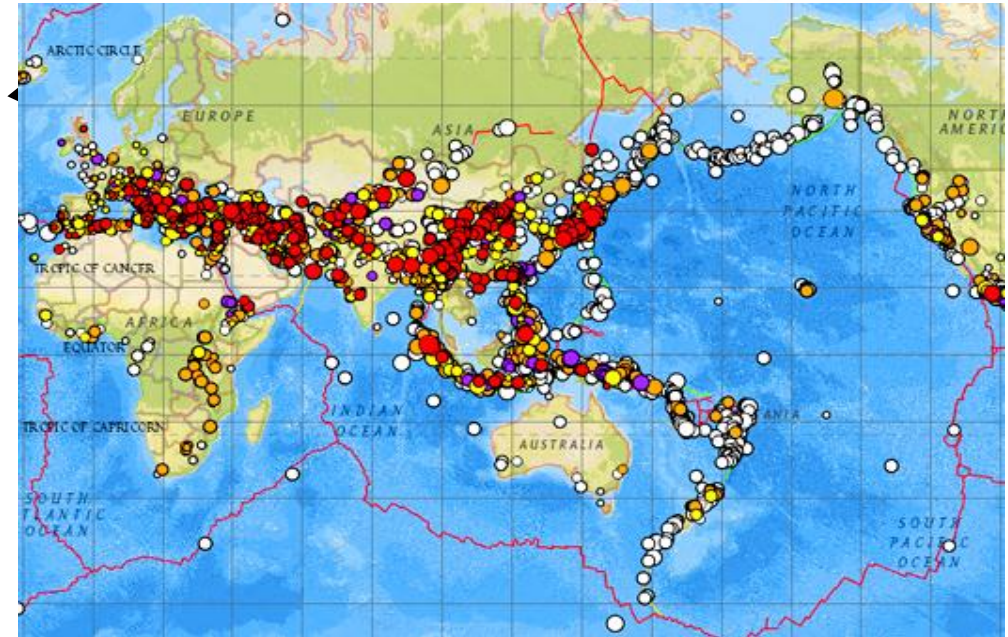 ARCTIC CIRCLE
EUROPE
ASIA
NORTH
AMERI
NORTH
PACIFIC
OCEAN
TROPIC OF CANCER
AFRICA
EQUATOR
INDIAN
OCEAN
ANIA
TROPIC OF CAPRICORN
AUSTRALIA
SOUTH
TLANTIC
OCEAN
SOUTH
PACIFIC
OCEAN